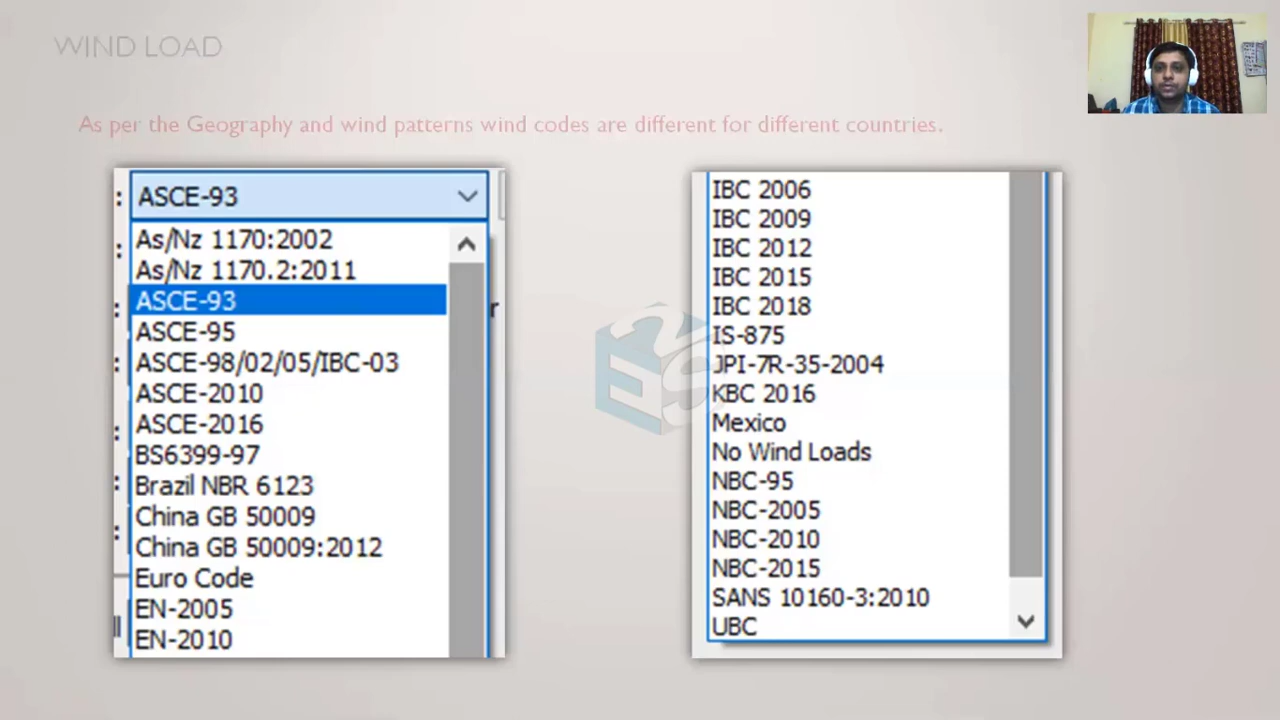 WIND LOAD
As per the Geography and wind patterns wind codes are different for different countries.
: ASCE-93
As/Nz 1170:2002
As/Nz 1170.2:2011
ASCE-93
ASCE-95
ASCE-98/02/05/IBC-03
ASCE-2010
ASCE-2016
BS6399-97
Brazil NBR 6123
China GB 50009
China GB 50009:2012
Euro Code
EN-2005
EN-2010
IBC 2006
IBC 2009
IBC 2012
IBC 2015
IBC 2018
IS-875
JPI-7R-35-2004
KBC 2016
Mexico
No Wind Loads
NBC-95
NBC-2005
NBC-2010
NBC-2015
SANS 10160-3:2010
UBC